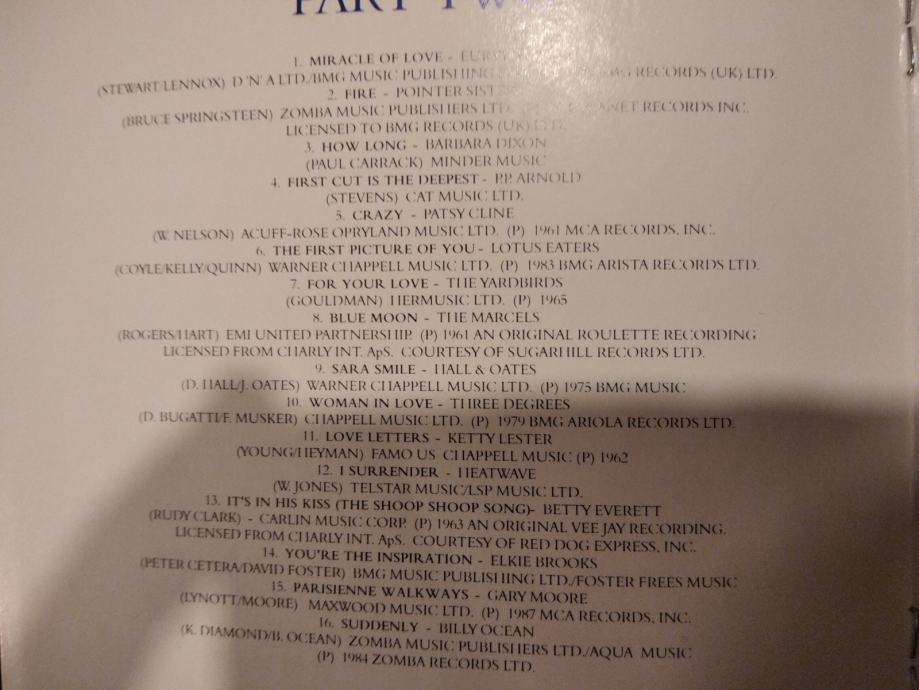 PART TWO
1. MIRACLE OF LOVE -
(STEWART/LENNOX) D 'N' A LTD./BMG MUSIC PUBLISHING RECORDS (UK) LTD.
2. FIRE - POINTER
(BRUCE SPRINGSTEEN) ZOMBA MUSIC PUBLISHERS LTD. RECORDS INC.
LICENSED TO BMG RECORDS (UK) LTD.
3. HOW LONG - BARBARA DIXON
(PAUL CARRACK) MINDER MUSIC
4. FIRST CUT IS THE DEEPEST - P.P. ARNOLD
(STEVENS) CAT MUSIC LTD.
5. CRAZY - PATSY CLINE
(W. NELSON) ACUFF-ROSE OPRYLAND MUSIC LTD. (P) 1961 MCA RECORDS, INC.
6. THE FIRST PICTURE OF YOU - LOTUS EATERS
(COYLE/KELLY/QUINN) WARNER CHAPPELL MUSIC LTD. (P) 1983 BMG ARISTA RECORDS LTD.
7. FOR YOUR LOVE - THE YARDBIRDS
(GOULDMAN) HERMUSIC LTD. (P) 1965
8. BLUE MOON - THE MARCELS
(ROGERS/HART) EMI UNITED PARTNERSHIP. (P) 1961 AN ORIGINAL ROULETTE RECORDING
LICENSED FROM CHARLY INT. ApS. COURTESY OF SUGARHILL RECORDS LTD.
9. SARA SMILE - HALL & OATES
(D. HALL/J. OATES) WARNER CHAPPELL MUSIC LTD. (P) 1975 BMG MUSIC
10. WOMAN IN LOVE - THREE DEGREES
(D. BUGATTI/F. MUSKER) CHAPPELL MUSIC LTD. (P) 1979 BMG ARIOLA RECORDS LTD.
11. LOVE LETTERS - KETTY LESTER
(YOUNG/HEYMAN) FAMO US CHAPPELL MUSIC (P) 1962
12. I SURRENDER - HEATWAVE
(W. JONES) TELSTAR MUSIC/LSP MUSIC LTD.
13. IT'S IN HIS KISS (THE SHOOP SHOOP SONG)- BETTY EVERETT
(RUDY CLARK) - CARLIN MUSIC CORP. (P) 1963 AN ORIGINAL VEE JAY RECORDING.
LICENSED FROM CHARLY INT. ApS. COURTESY OF RED DOG EXPRESS, INC.
14. YOU'RE THE INSPIRATION - ELKIE BROOKS
(PETER CETERA/DAVID FOSTER) BMG MUSIC PUBLISHING LTD./FOSTER FREES MUSIC
15. PARISIENNE WALKWAYS - GARY MOORE
(LYNOTT/MOORE) MAXWOOD MUSIC LTD. (P) 1987 MCA RECORDS, INC.
16. SUDDENLY - BILLY OCEAN
(K. DIAMOND/B. OCEAN) ZOMBA MUSIC PUBLISHERS LTD./AQUA MUSIC
(P) 1984 ZOMBA RECORDS LTD.